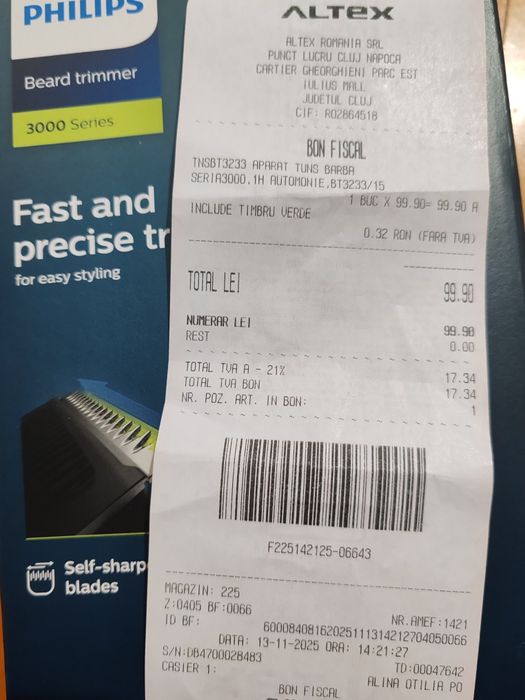 PHILIPS
Beard trimmer
3000 Series
Fast and
precise tr
for easy styling
Self-sharp
blades
ALTEX
ALTEX ROMANIA SRL
PUNCT LUCRU CLUJ NAPOCA
CARTIER GHEORGHIENI PARC EST
IULIUS MALL
JUDETUL CLUJ
CIF: RO2864518
BON FISCAL
TNSBT3233 APARAT TUNS BARBA
SERIA3000,1H AUTOMONIE,BT3233/15
1 BUC X 99.90= 99.90 A
INCLUDE TIMBRU VERDE
0.32 RON (FARA TVA)
TOTAL LEI 99.90
NUMERAR LEI 99.90
REST 0.00
TOTAL TVA A - 21% 17.34
TOTAL TVA BON 17.34
NR. POZ. ART. IN BON: 1
F225142125-06643
MAGAZIN: 225
Z:0405 BF:0066 NR.AMEF:1421
ID BF: 60008408162025111314212704050066
DATA: 13-11-2025 ORA: 14:21:27
S/N:DB4700028483 TD:00047642
CASIER 1: ALINA OTILIA PO
BON FISCAL